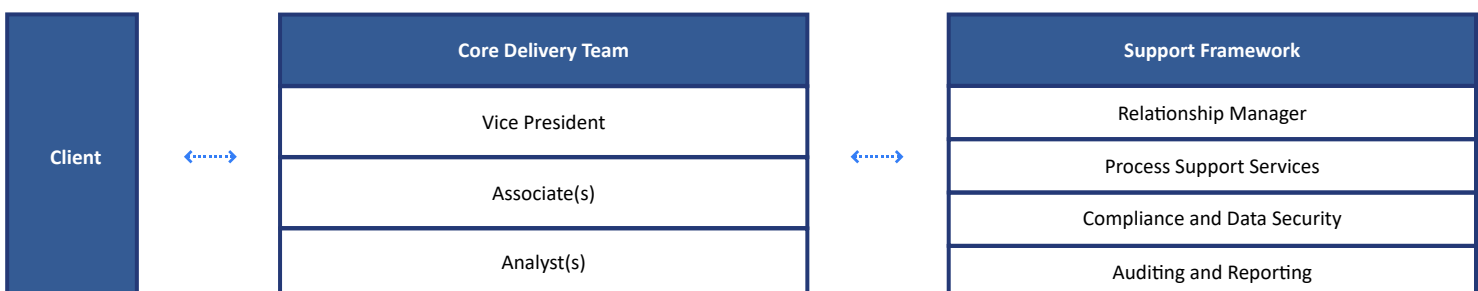 Client
Core Delivery Team
Vice President
Associate(s)
Analyst(s)
Support Framework
Relationship Manager
Process Support Services
Compliance and Data Security
Auditing and Reporting